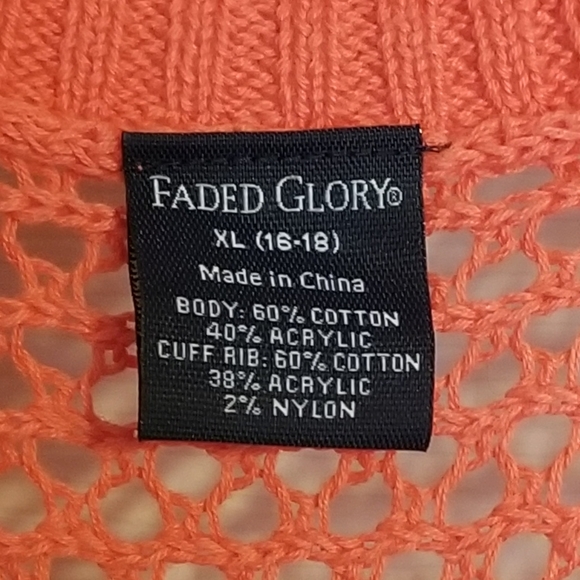 FADED GLORY®
XL (16-18)
Made in China
BODY: 60% COTTON
40% ACRYLIC
CUFF RIB: 60% COTTON
38% ACRYLIC
2% NYLON